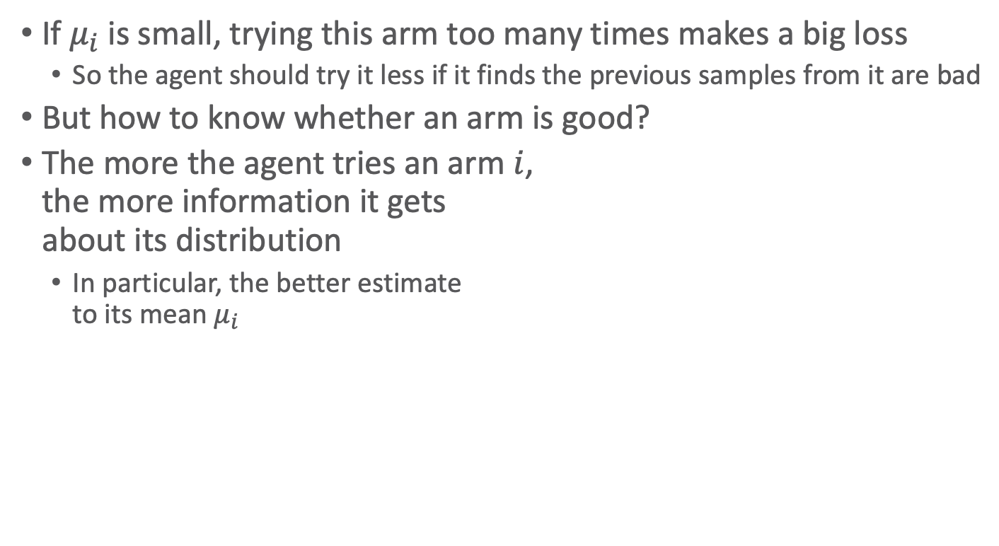 • If μᵢ is small, trying this arm too many times makes a big loss
• So the agent should try it less if it finds the previous samples from it are bad
• But how to know whether an arm is good?
• The more the agent tries an arm i,
the more information it gets
about its distribution
• In particular, the better estimate
to its mean μᵢ